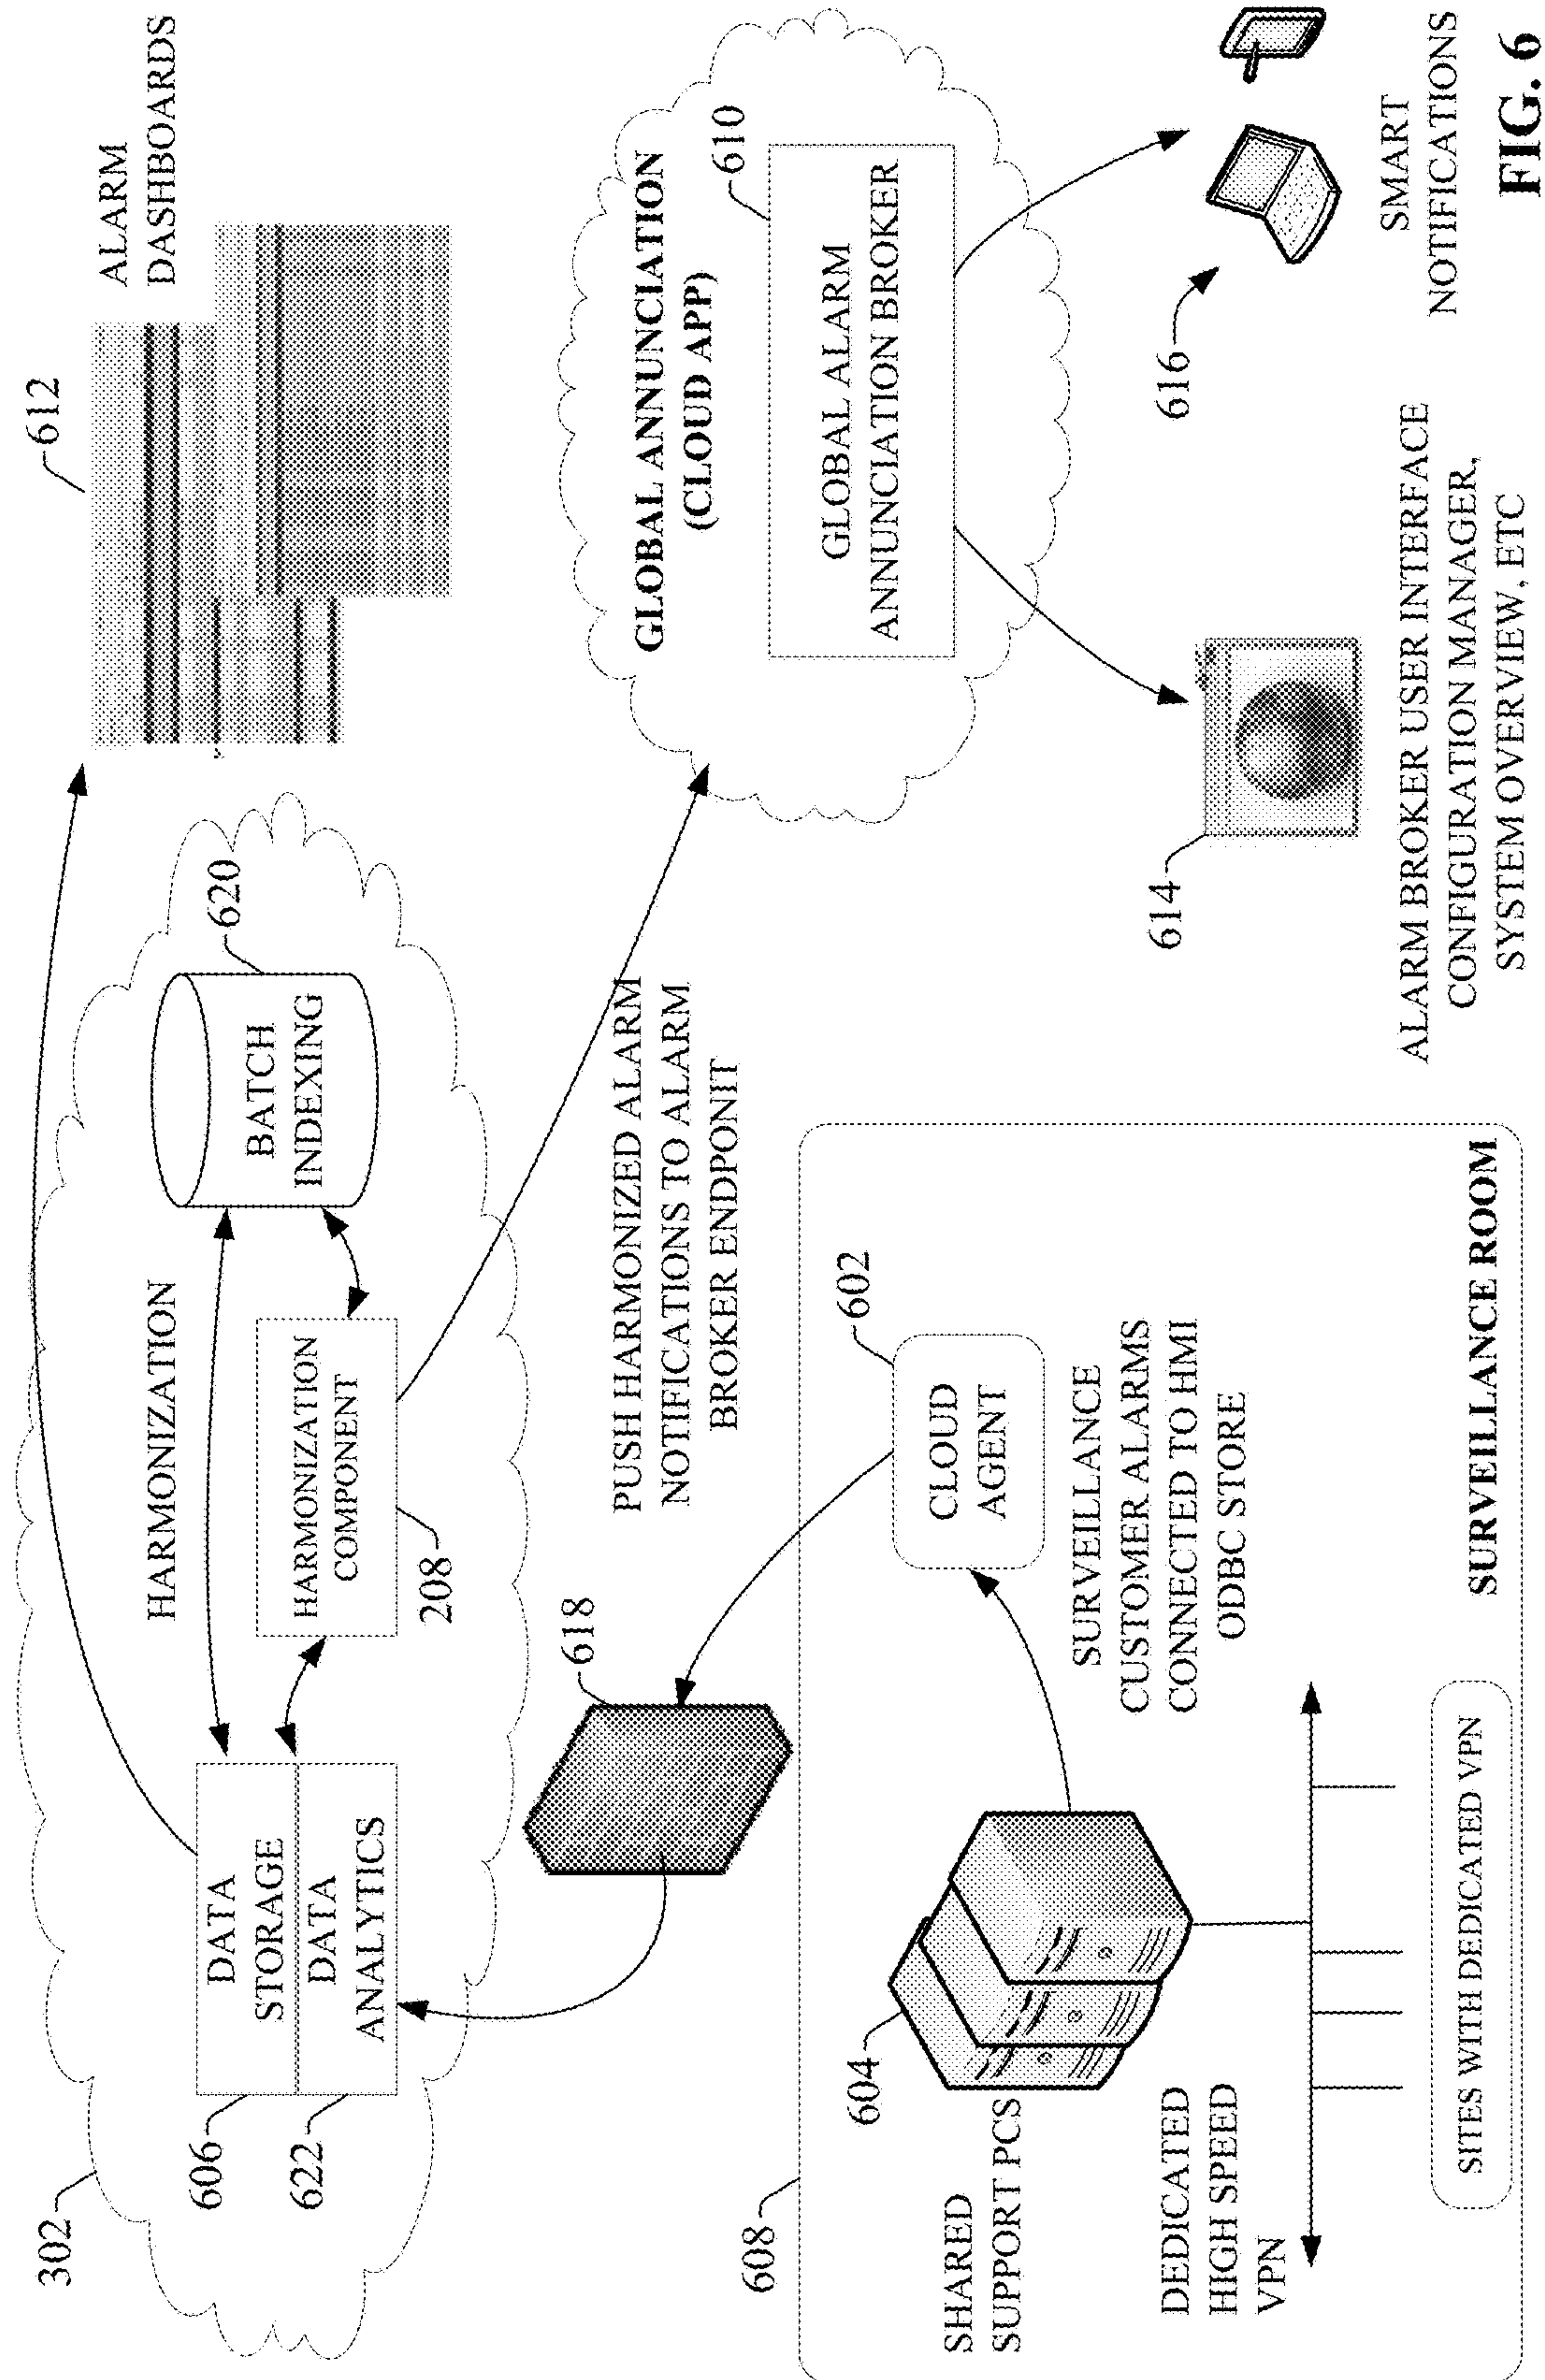 302
606
622
DATA
STORAGE
DATA
ANALYTICS
HARMONIZATION
HARMONIZATION
COMPONENT
208
BATCH
INDEXING
620
612
ALARM
DASHBOARDS
618
PUSH HARMONIZED ALARM
NOTIFICATIONS TO ALARM
BROKER ENDPONIT
GLOBAL ANNUNCIATION
(CLOUD APP)
610
GLOBAL ALARM
ANNUNCIATION BROKER
608
604
SHARED
SUPPORT PCS
602
CLOUD
AGENT
SURVEILLANCE
CUSTOMER ALARMS
CONNECTED TO HMI
ODBC STORE
DEDICATED
HIGH SPEED
VPN
SITES WITH DEDICATED VPN
SURVEILLANCE ROOM
614
ALARM BROKER USER INTERFACE
CONFIGURATION MANAGER,
SYSTEM OVERVIEW, ETC
616
SMART
NOTIFICATIONS
FIG. 6